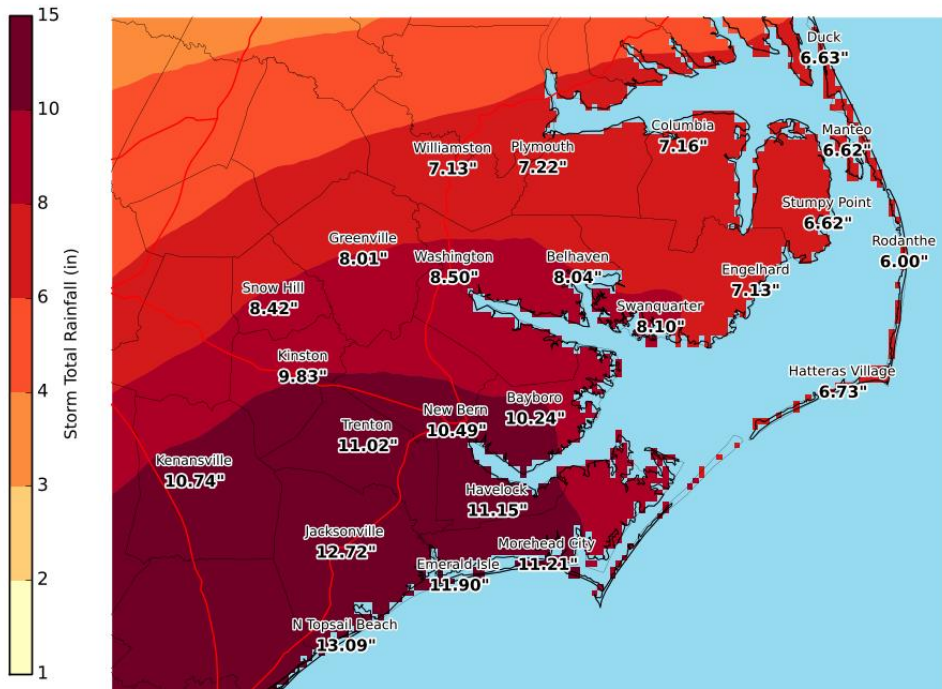 15
10
8
6
4
3
2
1
Storm Total Rainfall (in)
Duck
6.63"
Columbia
7.16"
Manteo
6.62"
Williamston
7.13"
Plymouth
7.22"
Stumpy Point
6.62"
Greenville
8.01"
Washington
8.50"
Belhaven
8.04"
Rodanthe
6.00"
Engelhard
7.13"
Snow Hill
8.42"
Swanquarter
8.10"
Kinston
9.83"
Hatteras Village
6.73"
Bayboro
10.24"
New Bern
10.49"
Trenton
11.02"
Kenansville
10.74"
Havelock
11.15"
Jacksonville
12.72"
Morehead City
11.21"
Emerald Isle
11.90"
N Topsail Beach
13.09"